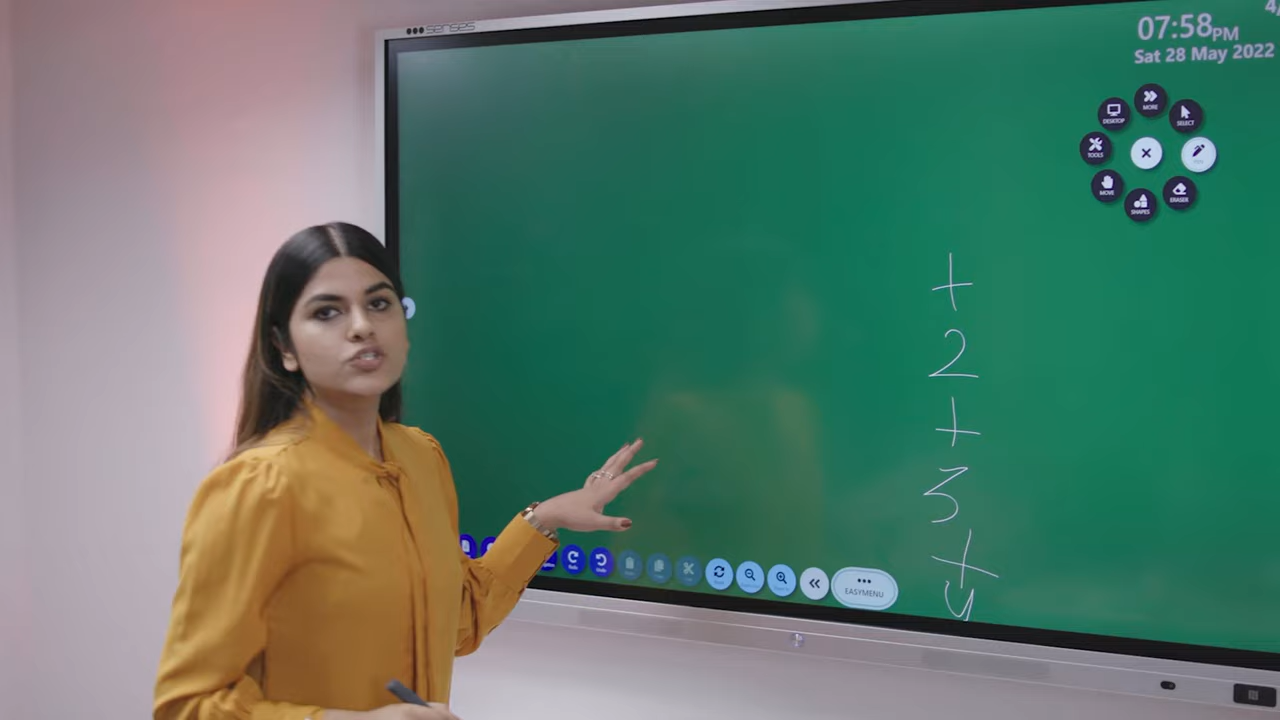 senses
4/
07:58PM
Sat 28 May 2022
MORE
DESKTOP
SELECT
TOOLS
MOVE
ERASER
SHAPES
+
2
+
3
+
y
EASYMENU